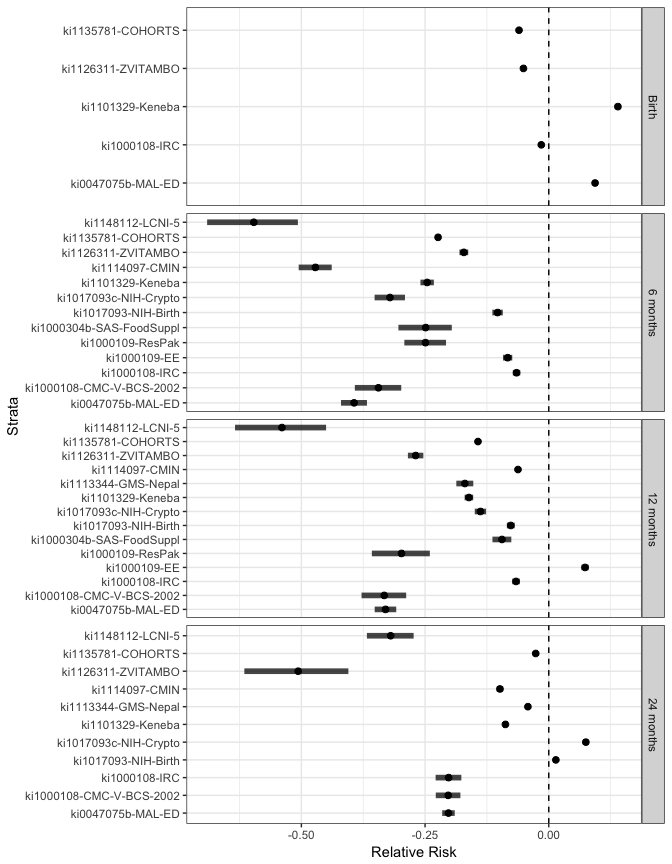 Strata
ki1135781-COHORTS
ki1126311-ZVITAMBO
ki1101329-Keneba
ki1000108-IRC
ki0047075b-MAL-ED
Birth
ki1148112-LCNI-5
ki1135781-COHORTS
ki1126311-ZVITAMBO
ki1114097-CMIN
ki1101329-Keneba
ki1017093c-NIH-Crypto
ki1017093-NIH-Birth
ki1000304b-SAS-FoodSuppl
ki1000109-ResPak
ki1000109-EE
ki1000108-IRC
ki1000108-CMC-V-BCS-2002
ki0047075b-MAL-ED
6 months
ki1148112-LCNI-5
ki1135781-COHORTS
ki1126311-ZVITAMBO
ki1114097-CMIN
ki1113344-GMS-Nepal
ki1101329-Keneba
ki1017093c-NIH-Crypto
ki1017093-NIH-Birth
ki1000304b-SAS-FoodSuppl
ki1000109-ResPak
ki1000109-EE
ki1000108-IRC
ki1000108-CMC-V-BCS-2002
ki0047075b-MAL-ED
12 months
ki1148112-LCNI-5
ki1135781-COHORTS
ki1126311-ZVITAMBO
ki1114097-CMIN
ki1113344-GMS-Nepal
ki1101329-Keneba
ki1017093c-NIH-Crypto
ki1017093-NIH-Birth
ki1000108-IRC
ki1000108-CMC-V-BCS-2002
ki0047075b-MAL-ED
24 months
-0.50 -0.25 0.00
Relative Risk